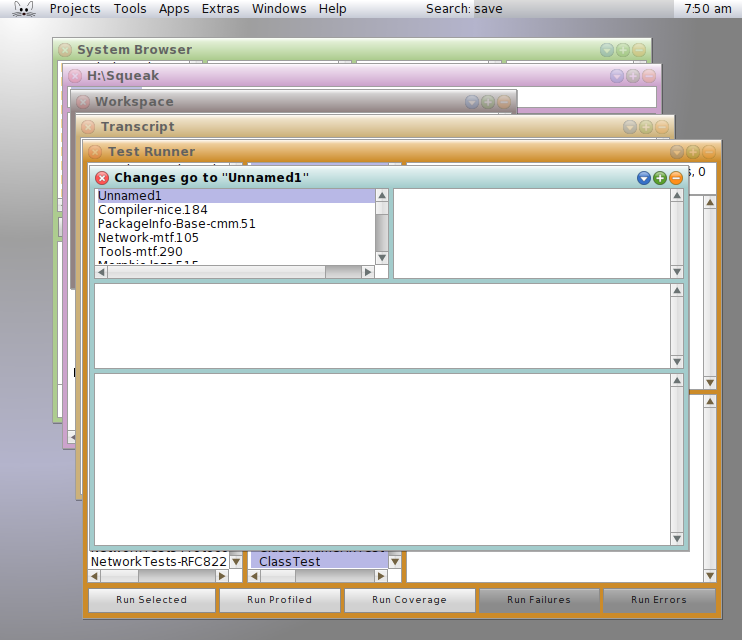 Projects Tools Apps Extras Windows Help Search: save 7:50 am
System Browser
H:\Squeak
Workspace
Transcript
Test Runner
s, 0
Changes go to "Unnamed1"
Unnamed1
Compiler-nice.184
PackageInfo-Base-cmm.51
Network-mtf.105
Tools-mtf.290
NetworkTests-RFC822
ClassTest
Run Selected Run Profiled Run Coverage Run Failures Run Errors